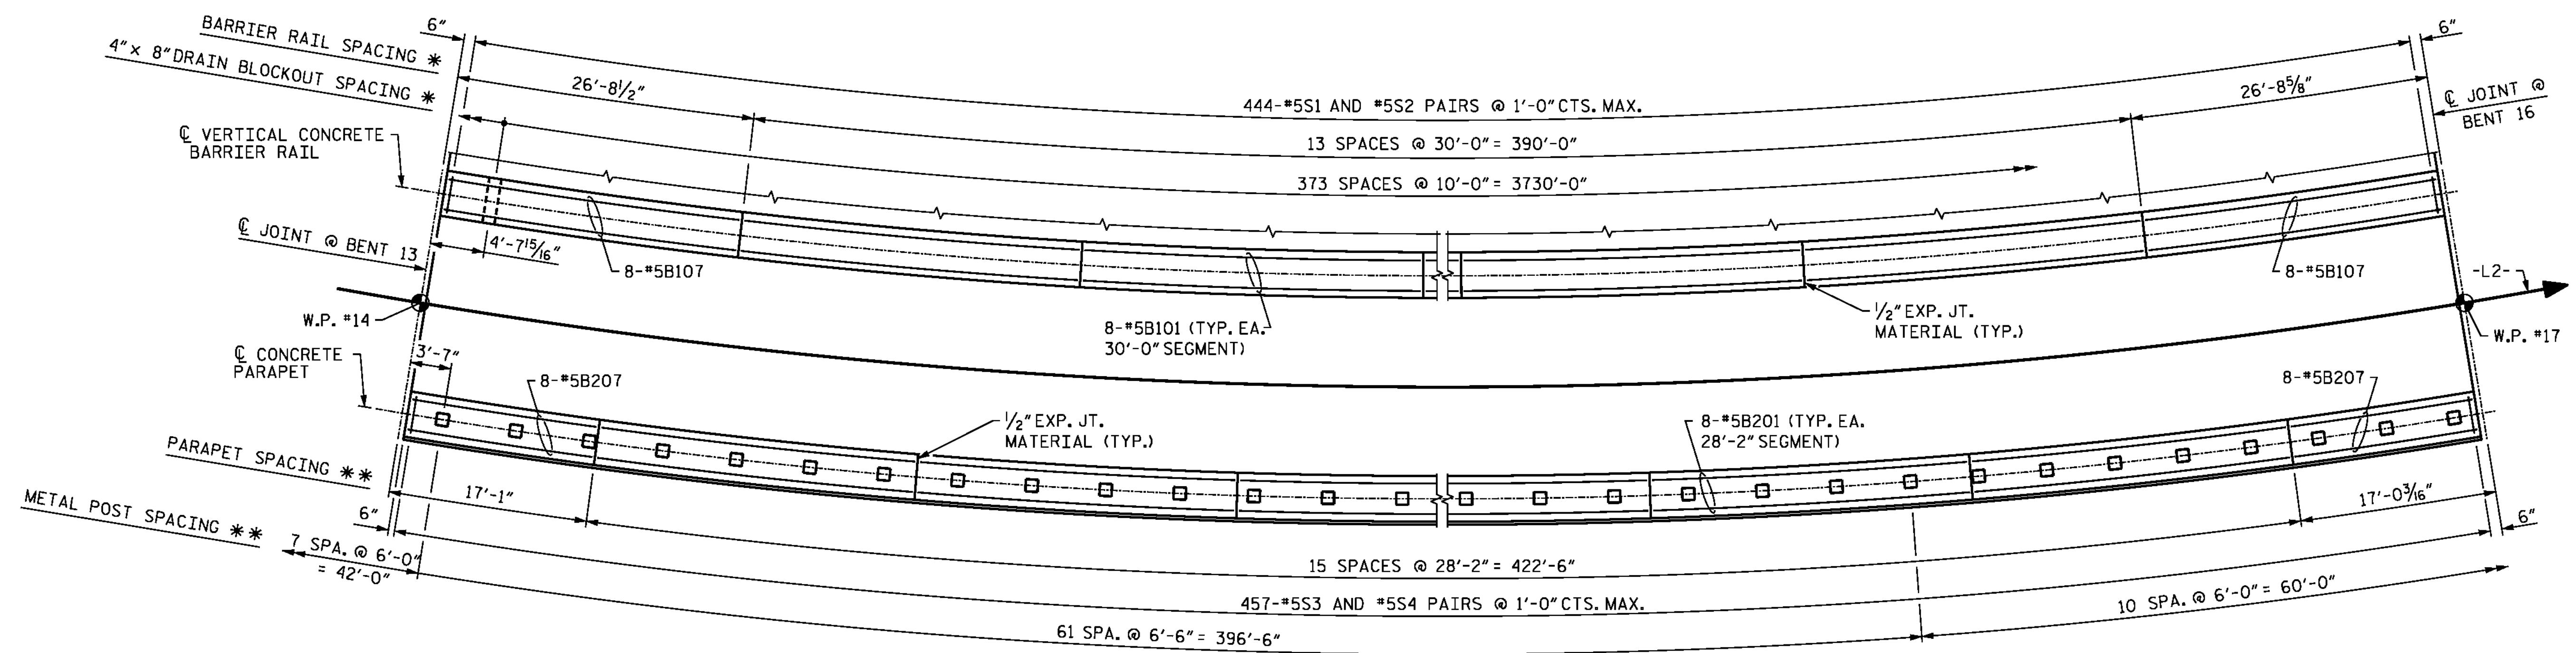 BARRIER RAIL SPACING *
4″ x 8″ DRAIN BLOCKOUT SPACING *
6″
6″
26′-8½″
444-#5S1 AND #5S2 PAIRS @ 1′-0″ CTS. MAX.
26′-8⅝″
℄ JOINT @
BENT 16
℄ VERTICAL CONCRETE
BARRIER RAIL
13 SPACES @ 30′-0″ = 390′-0″
373 SPACES @ 10′-0″ = 3730′-0″
℄ JOINT @ BENT 13
4′-7 15/16″
8-#5B107
8-#5B107
-L2-
W.P. #14
8-#5B101 (TYP. EA.
30′-0″ SEGMENT)
½″ EXP. JT.
MATERIAL (TYP.)
W.P. #17
℄ CONCRETE
PARAPET
3′-7″
8-#5B207
8-#5B207
½″ EXP. JT.
MATERIAL (TYP.)
8-#5B201 (TYP. EA.
28′-2″ SEGMENT)
PARAPET SPACING **
METAL POST SPACING **
17′-1″
17′-0 3/16″
6″
6″
7 SPA. @ 6′-0″
= 42′-0″
15 SPACES @ 28′-2″ = 422′-6″
457-#5S3 AND #5S4 PAIRS @ 1′-0″ CTS. MAX.
10 SPA. @ 6′-0″ = 60′-0″
61 SPA. @ 6′-6″ = 396′-6″